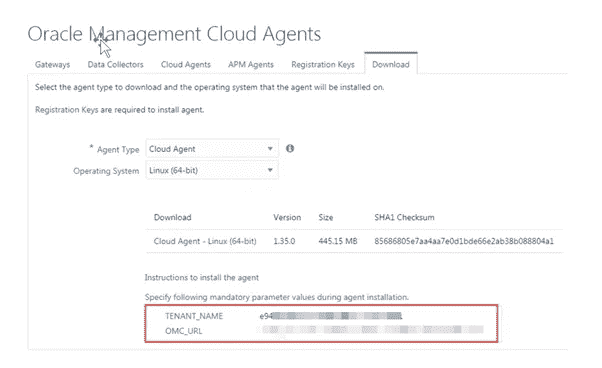 Oracle Management Cloud Agents
Gateways Data Collectors Cloud Agents APM Agents Registration Keys Download
Select the agent type to download and the operating system that the agent will be installed on.
Registration Keys are required to install agent.
* Agent Type Cloud Agent
Operating System Linux (64-bit)
Download Version Size SHA1 Checksum
Cloud Agent - Linux (64-bit) 1.35.0 445.15 MB 85686805e7aa4aa7e0d1bde66e2ab38b088804a1
Instructions to install the agent
Specify following mandatory parameter values during agent installation.
TENANT_NAME e94
OMC_URL